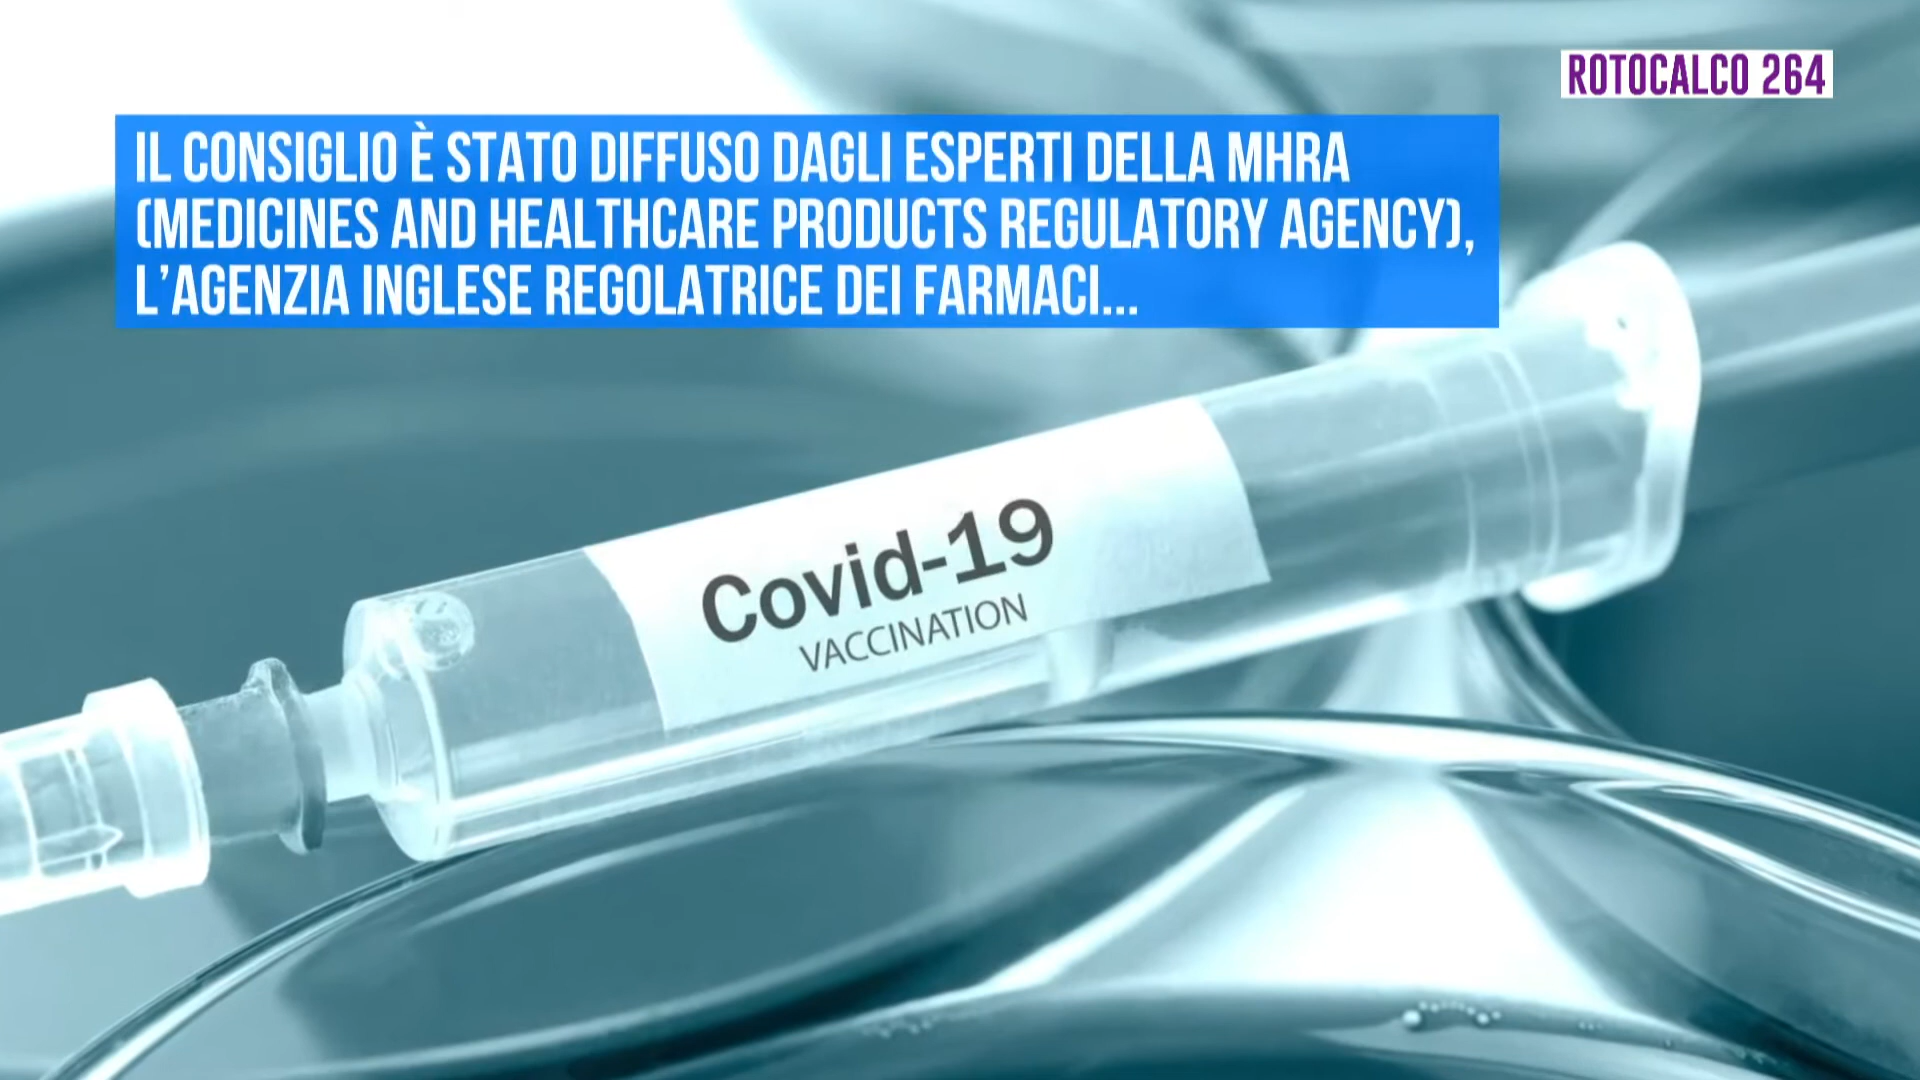 ROTOCALCO 264
IL CONSIGLIO È STATO DIFFUSO DAGLI ESPERTI DELLA MHRA
(MEDICINES AND HEALTHCARE PRODUCTS REGULATORY AGENCY),
L'AGENZIA INGLESE REGOLATRICE DEI FARMACI...
Covid-19
VACCINATION